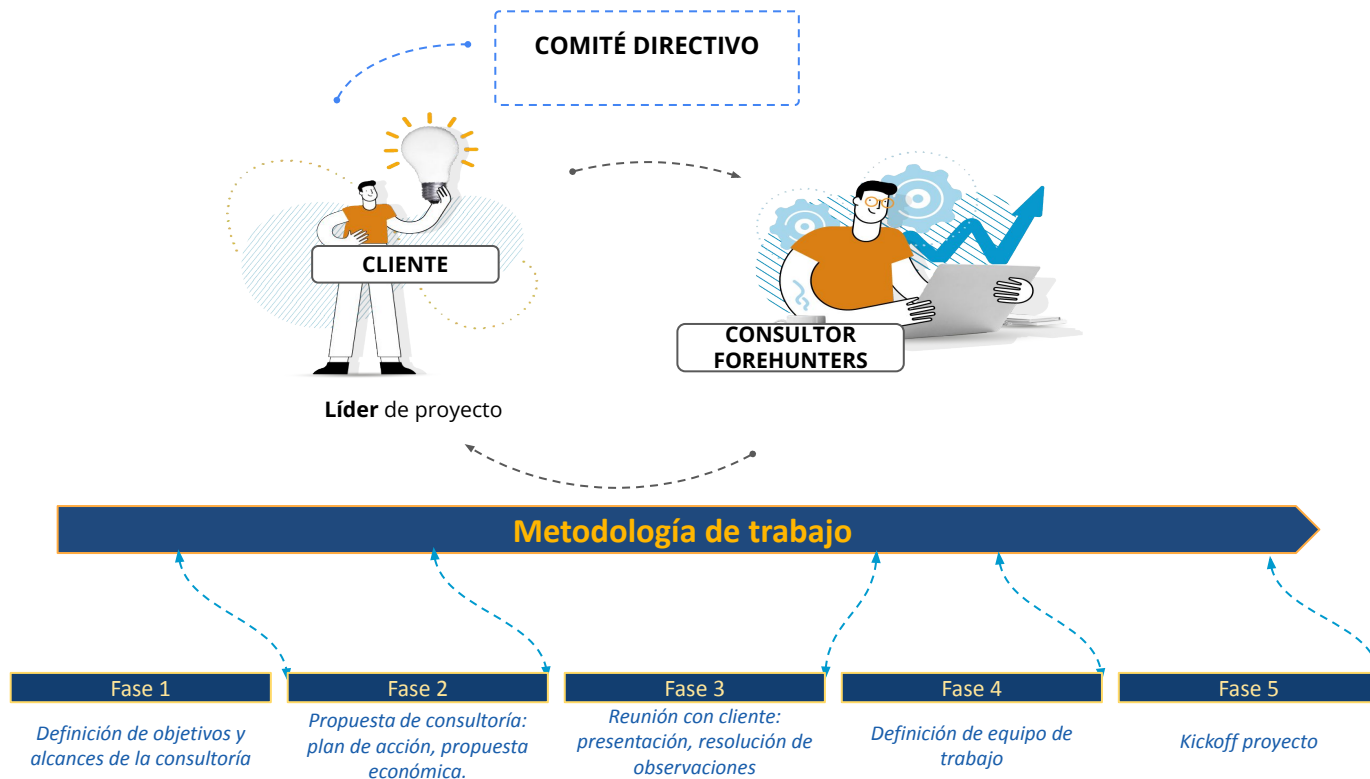 COMITÉ DIRECTIVO
CLIENTE
CONSULTOR
FOREHUNTERS
Líder de proyecto
Metodología de trabajo
Fase 1
Definición de objetivos y
alcances de la consultoría
Fase 2
Propuesta de consultoría:
plan de acción, propuesta
económica.
Fase 3
Reunión con cliente:
presentación, resolución de
observaciones
Fase 4
Definición de equipo de
trabajo
Fase 5
Kickoff proyecto